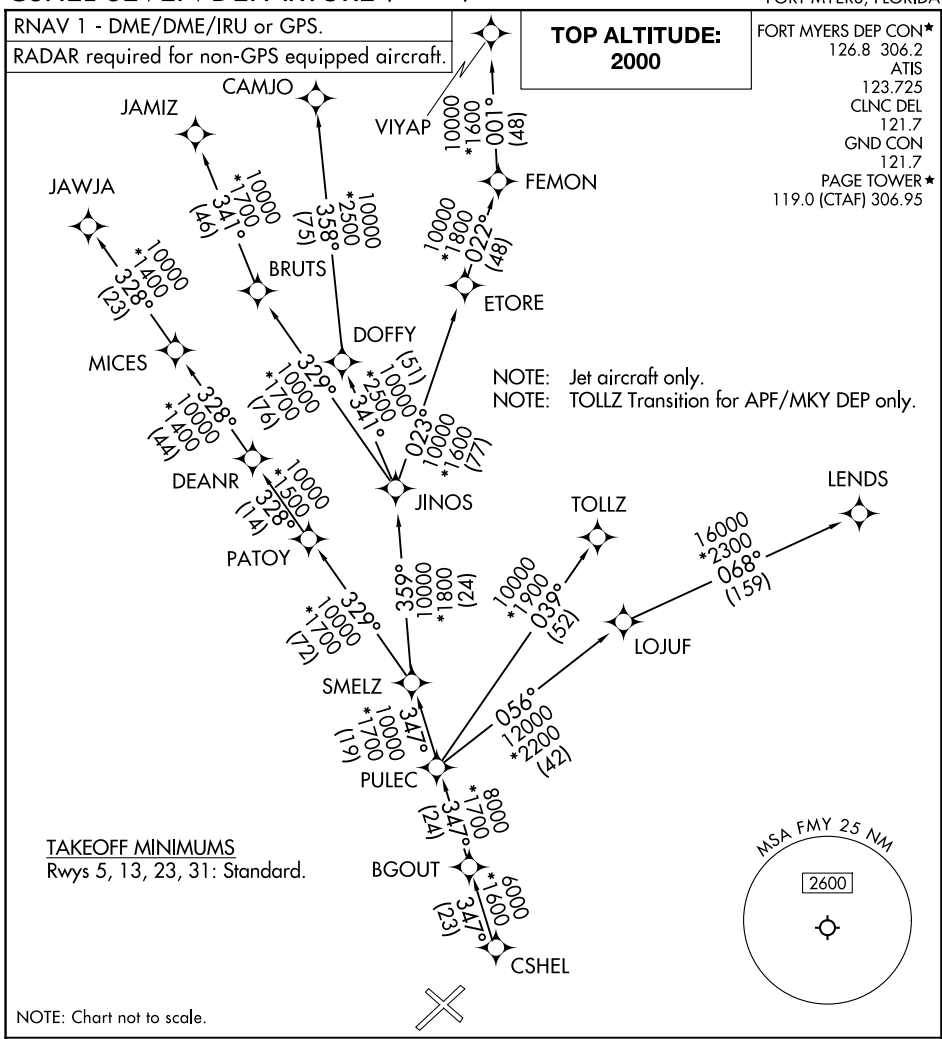 FORT MYERS, FLORIDA
RNAV 1 - DME/DME/IRU or GPS.
RADAR required for non-GPS equipped aircraft.
TOP ALTITUDE:
2000
FORT MYERS DEP CON★
126.8 306.2
ATIS
123.725
CLNC DEL
121.7
GND CON
121.7
PAGE TOWER★
119.0 (CTAF) 306.95
VIYAP
10000
*1600
001°
(48)
CAMJO
10000
*2500
358°
(75)
JAMIZ
10000
*1700
341°
(46)
JAWJA
10000
*1400
328°
(23)
FEMON
10000
*1800
022°
(48)
BRUTS
ETORE
DOFFY
MICES
329°
10000
*1700
(76)
(51)
10000
*2500
341°
023°
10000
*1600
(77)
NOTE: Jet aircraft only.
NOTE: TOLLZ Transition for APF/MKY DEP only.
328°
10000
*1400
(44)
DEANR
10000
*1500
328°
(14)
JINOS
TOLLZ
LENDS
PATOY
16000
*2300
068°
(159)
359°
10000
*1800
(24)
10000
*1900
039°
(52)
329°
10000
*1700
(72)
LOJUF
SMELZ
056°
12000
*2200
(42)
347°
10000
*1700
(19)
PULEC
8000
*1700
347°
(24)
TAKEOFF MINIMUMS
Rwys 5, 13, 23, 31: Standard.
BGOUT
6000
*1600
347°
(23)
CSHEL
MSA FMY 25 NM
2600
NOTE: Chart not to scale.